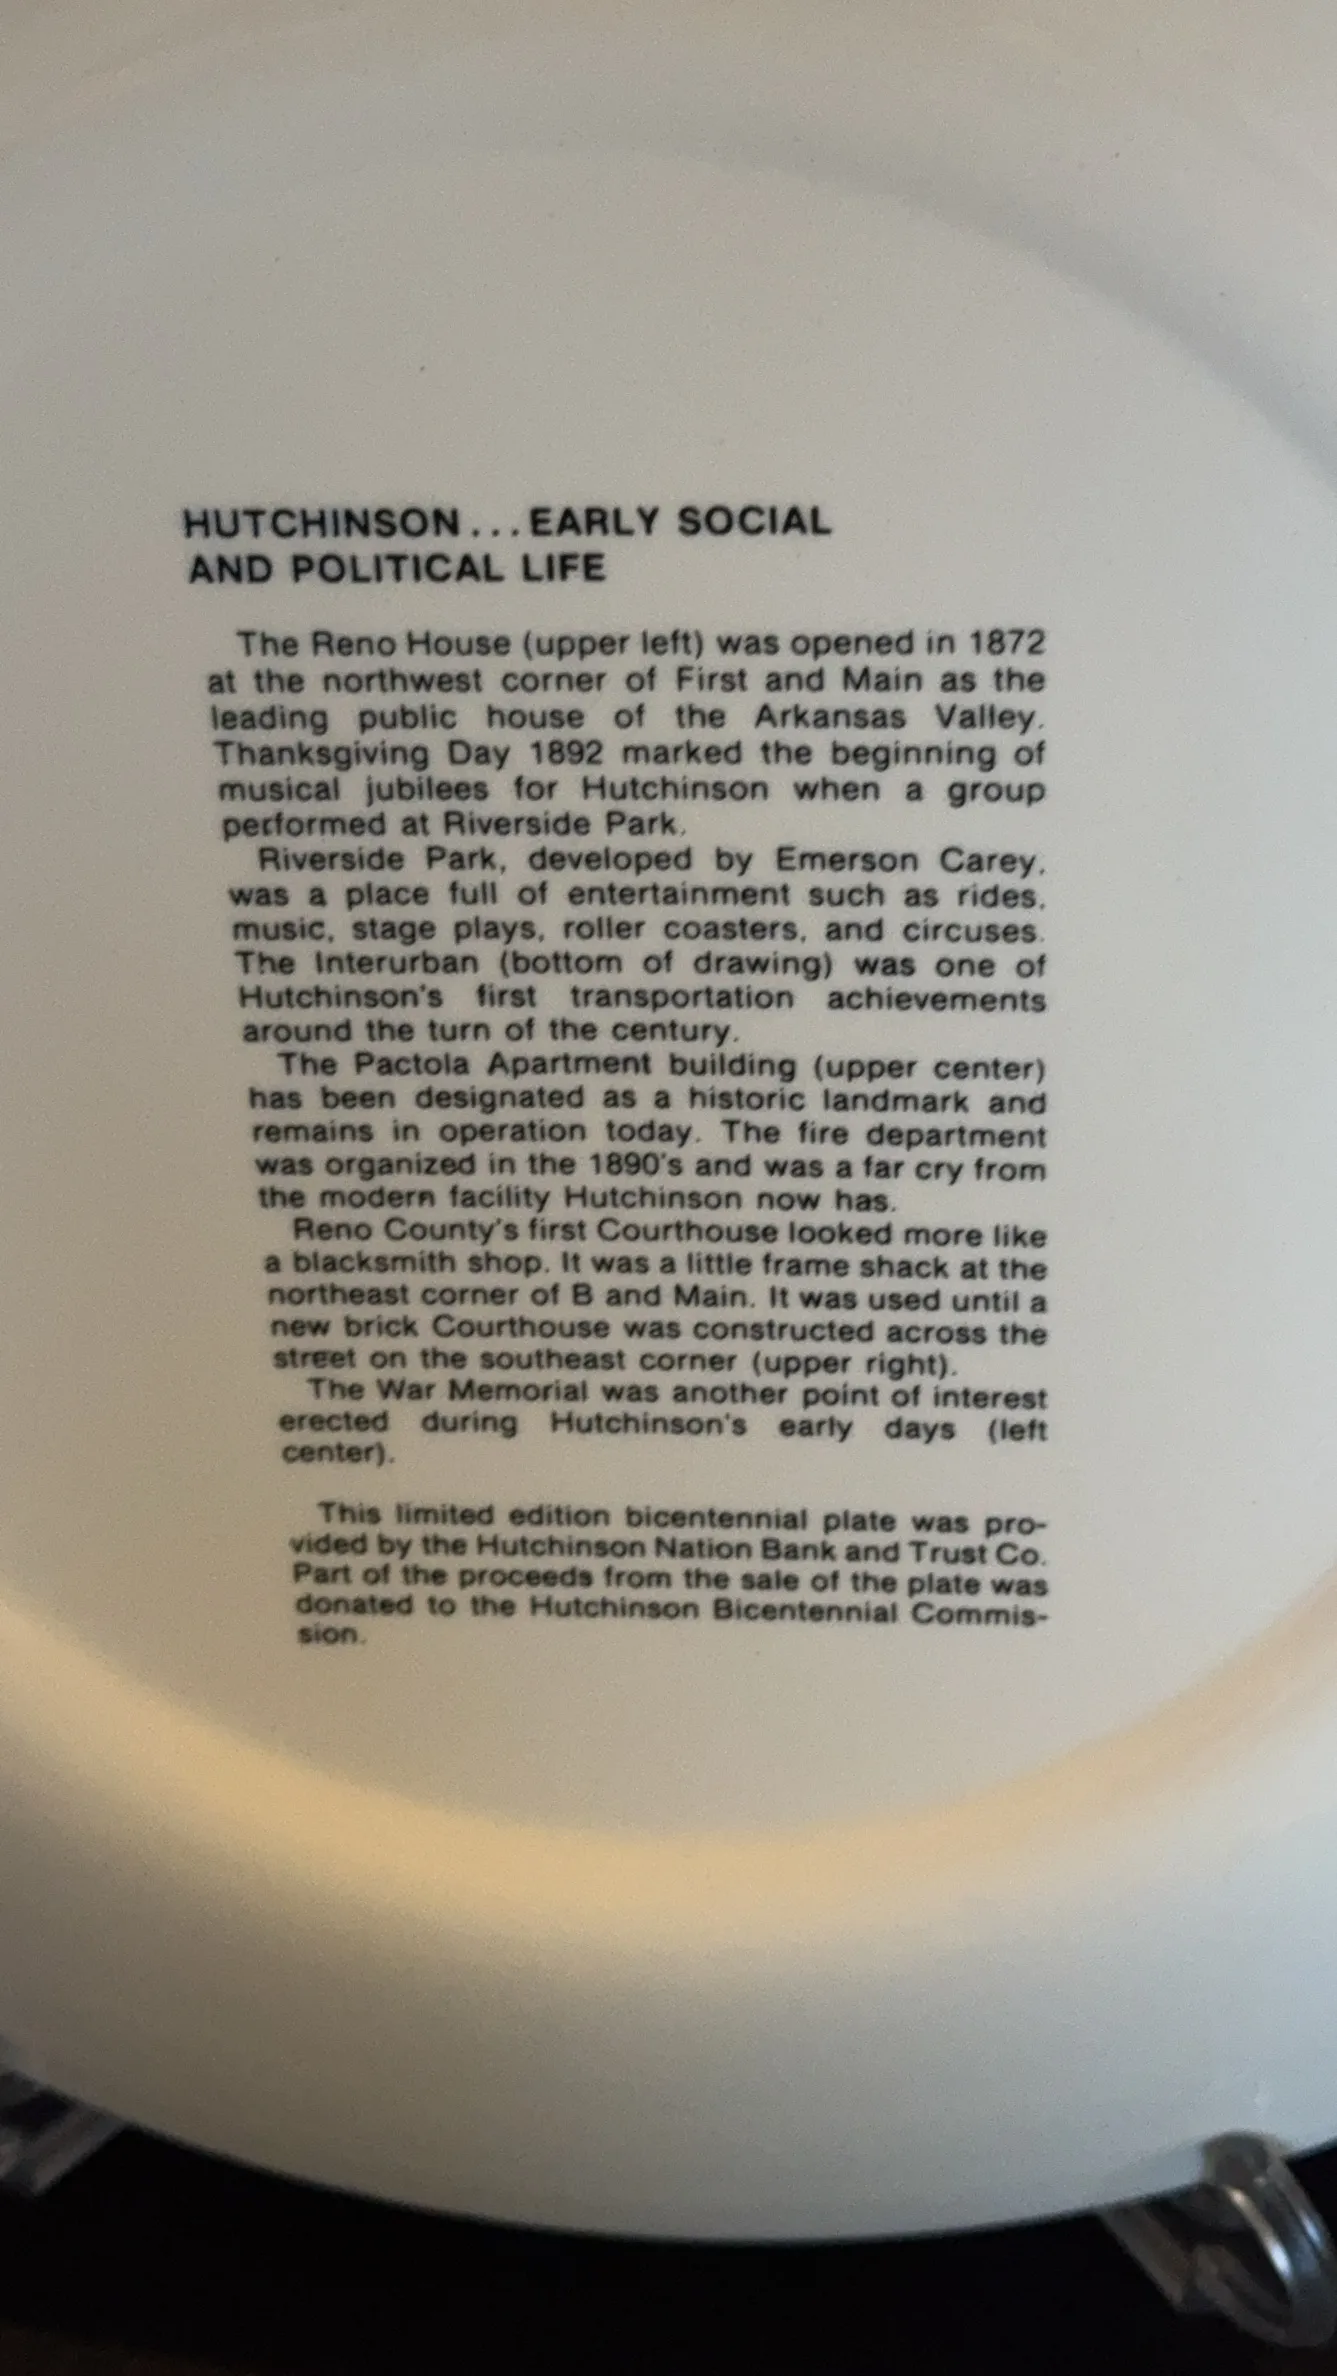 HUTCHINSON...EARLY SOCIAL
AND POLITICAL LIFE
The Reno House (upper left) was opened in 1872
at the northwest corner of First and Main as the
leading public house of the Arkansas Valley.
Thanksgiving Day 1892 marked the beginning of
musical jubilees for Hutchinson when a group
performed at Riverside Park.
Riverside Park, developed by Emerson Carey,
was a place full of entertainment such as rides,
music, stage plays, roller coasters, and circuses.
The Interurban (bottom of drawing) was one of
Hutchinson's first transportation achievements
around the turn of the century.
The Pactola Apartment building (upper center)
has been designated as a historic landmark and
remains in operation today. The fire department
was organized in the 1890's and was a far cry from
the modern facility Hutchinson now has.
Reno County's first Courthouse looked more like
a blacksmith shop. It was a little frame shack at the
northeast corner of B and Main. It was used until a
new brick Courthouse was constructed across the
street on the southeast corner (upper right).
The War Memorial was another point of interest
erected during Hutchinson's early days (left
center).
This limited edition bicentennial plate was pro-
vided by the Hutchinson Nation Bank and Trust Co.
Part of the proceeds from the sale of the plate was
donated to the Hutchinson Bicentennial Commis-
sion.